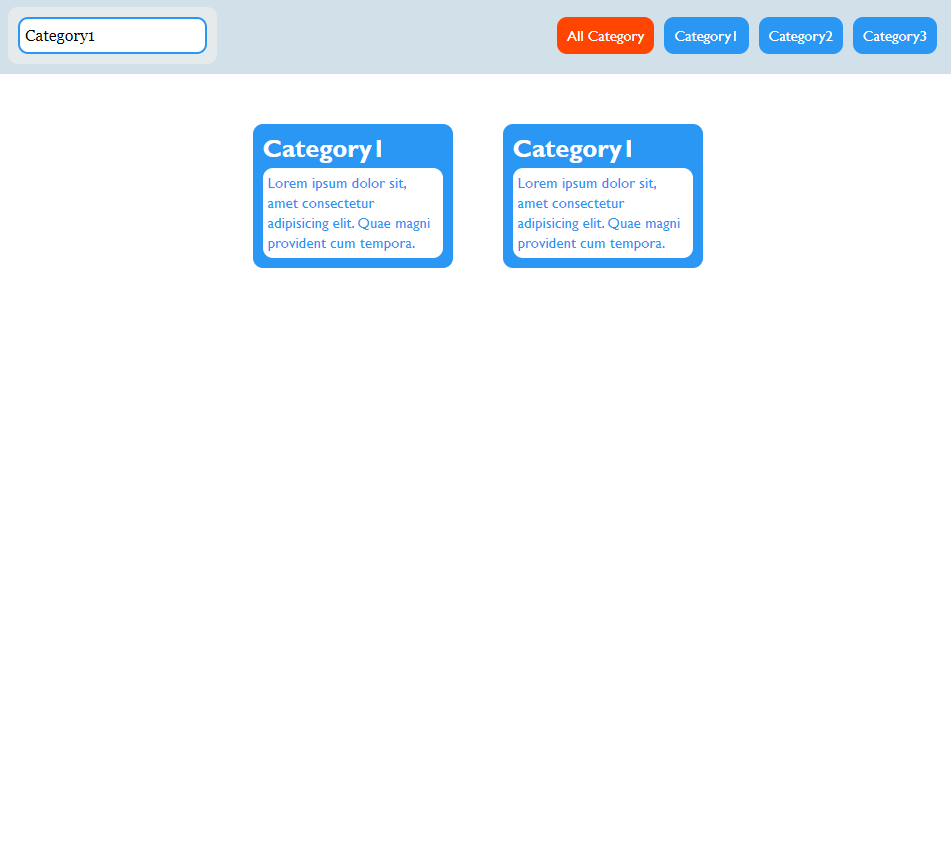 Category1
All Category
Category1
Category2
Category3
Category1
Lorem ipsum dolor sit,
amet consectetur
adipisicing elit. Quae magni
provident cum tempora.
Category1
Lorem ipsum dolor sit,
amet consectetur
adipisicing elit. Quae magni
provident cum tempora.